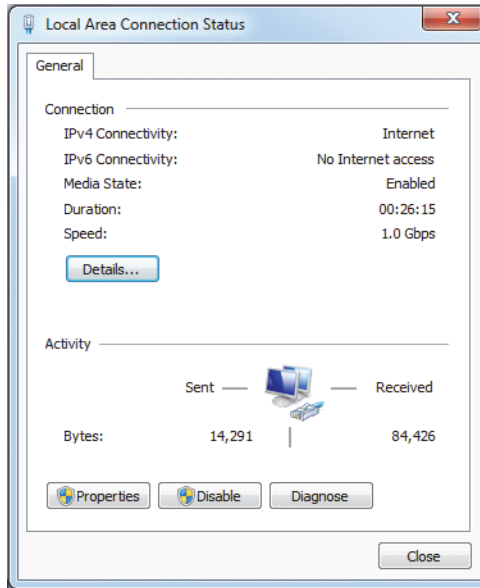 Local Area Connection Status
General
Connection
IPv4 Connectivity: Internet
IPv6 Connectivity: No Internet access
Media State: Enabled
Duration: 00:26:15
Speed: 1.0 Gbps
Details...
Activity
Sent Received
Bytes: 14,291 84,426
Properties Disable Diagnose
Close